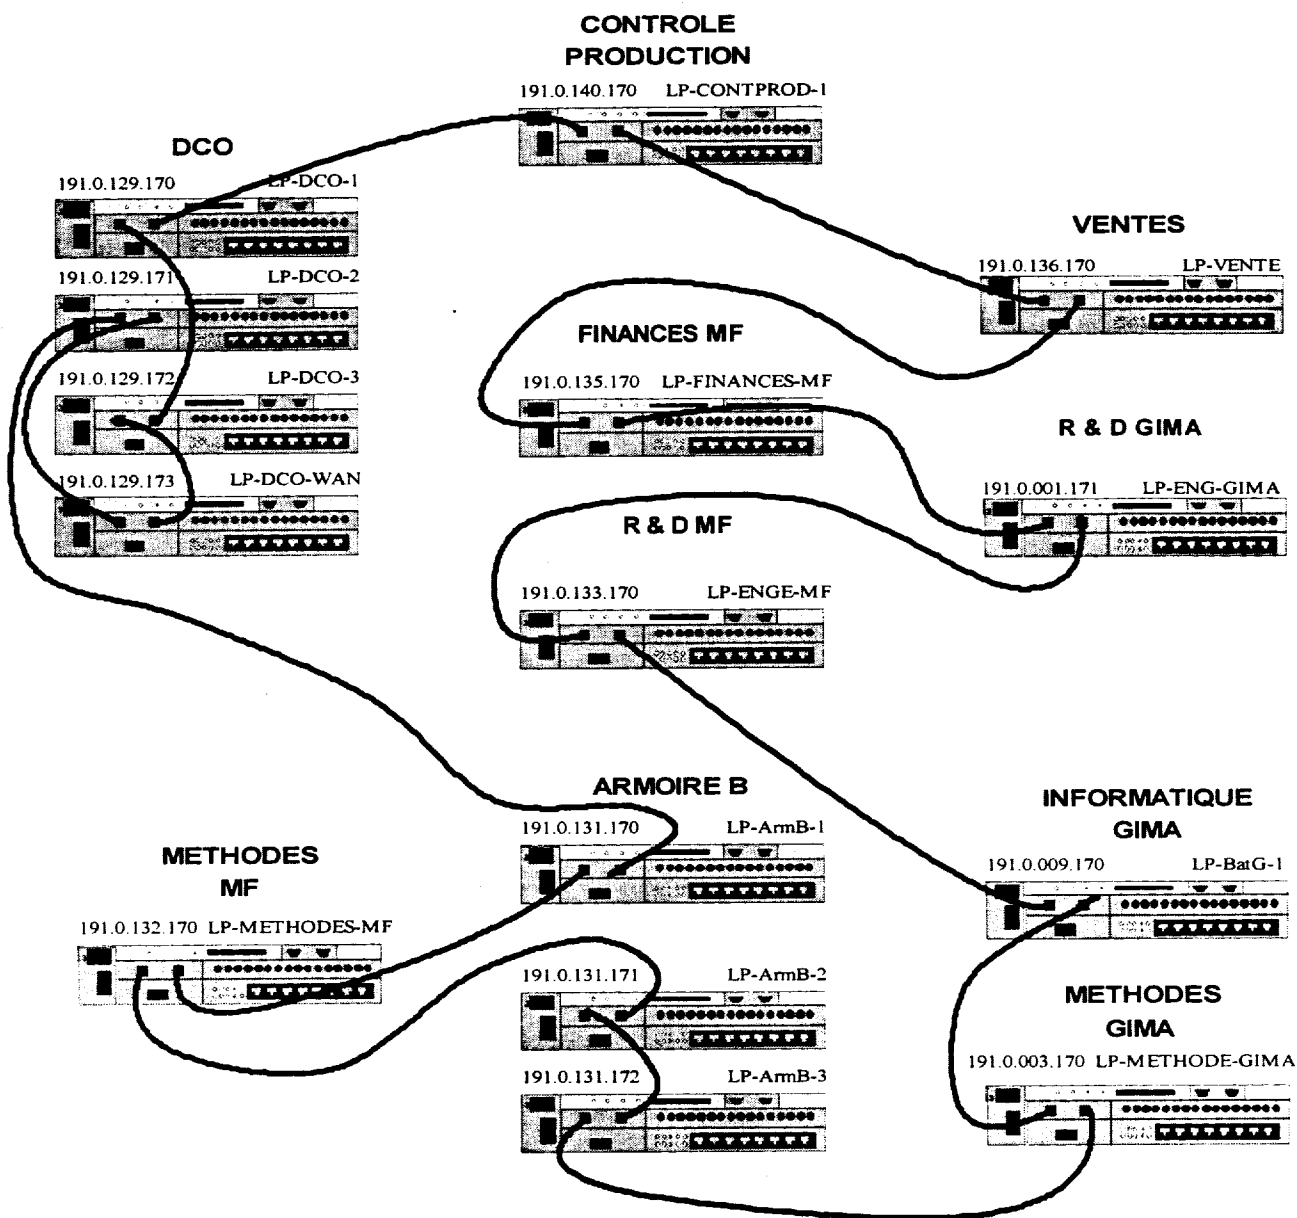 CONTROLE
PRODUCTION
191.0.140.170 LP-CONTPROD-1
DCO
191.0.129.170 LP-DCO-1
191.0.129.171 LP-DCO-2
191.0.129.172 LP-DCO-3
191.0.129.173 LP-DCO-WAN
VENTES
191.0.136.170 LP-VENTE
FINANCES MF
191.0.135.170 LP-FINANCES-MF
R & D GIMA
191.0.001.171 LP-ENG-GIMA
R & D MF
191.0.133.170 LP-ENGE-MF
ARMOIRE B
191.0.131.170 LP-ArmB-1
191.0.131.171 LP-ArmB-2
191.0.131.172 LP-ArmB-3
METHODES
MF
191.0.132.170 LP-METHODES-MF
INFORMATIQUE
GIMA
191.0.009.170 LP-BatG-1
METHODES
GIMA
191.0.003.170 LP-METHODE-GIMA